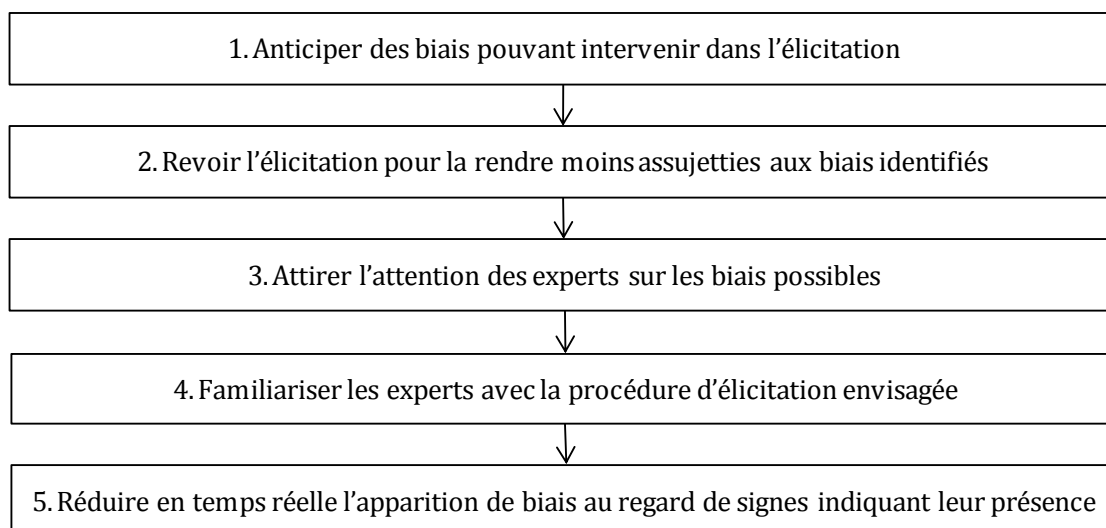 1. Anticiper des biais pouvant intervenir dans l’élicitation
2. Revoir l’élicitation pour la rendre moins assujetties aux biais identifiés
3. Attirer l’attention des experts sur les biais possibles
4. Familiariser les experts avec la procédure d’élicitation envisagée
5. Réduire en temps réelle l’apparition de biais au regard de signes indiquant leur présence